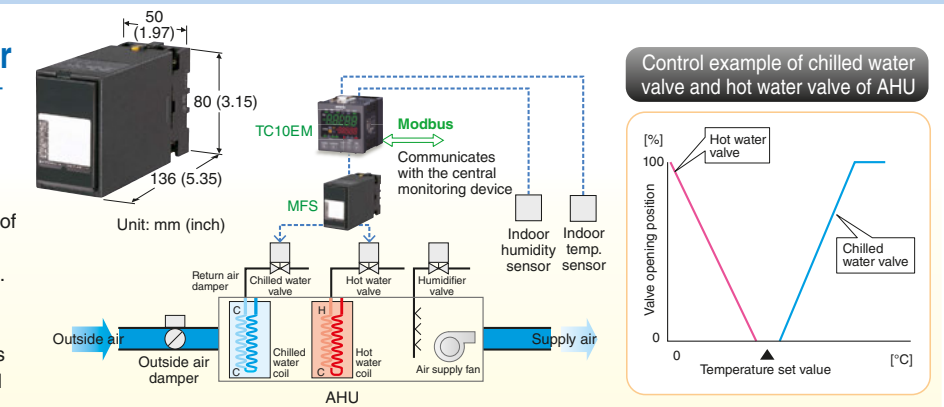 r
of
.
s
l
50
(1.97)
80 (3.15)
136 (5.35)
Unit: mm (inch)
TC10EM
Modbus
Communicates
with the central
monitoring device
MFS
Indoor
humidity
sensor
Indoor
temp.
sensor
Return air
damper
Chilled water
valve
Hot water
valve
Humidifier
valve
Outside air
Outside air
damper
C
C
Chilled
water
coil
H
C
Hot
water
coil
Air supply fan
Supply air
AHU
Control example of chilled water
valve and hot water valve of AHU
[%]
100
Hot water
valve
Valve opening position
Chilled
water valve
0
0
Temperature set value
[°C]